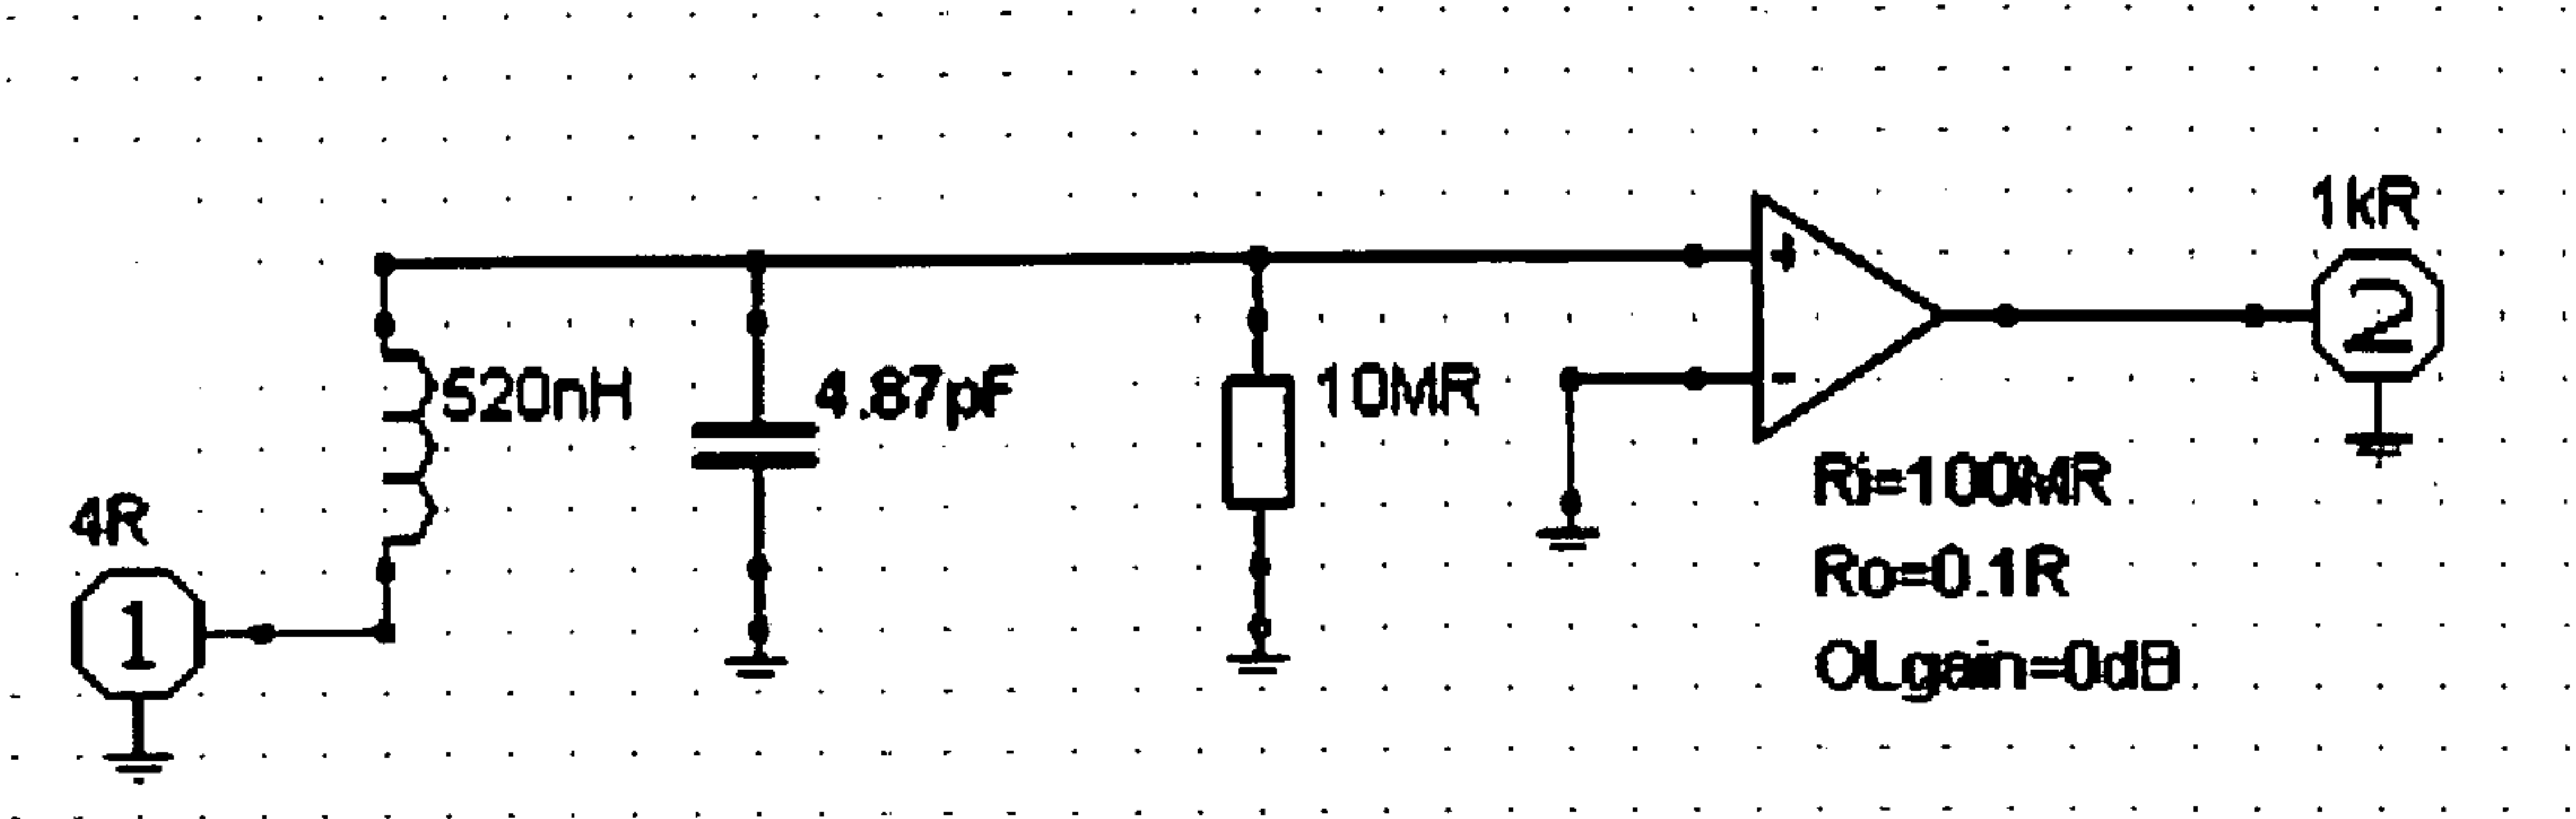 1kR
2
520nH
4.87pF
10MR
Ri=100MR
4R
Ro=0.1R
1
OLgain=0dB